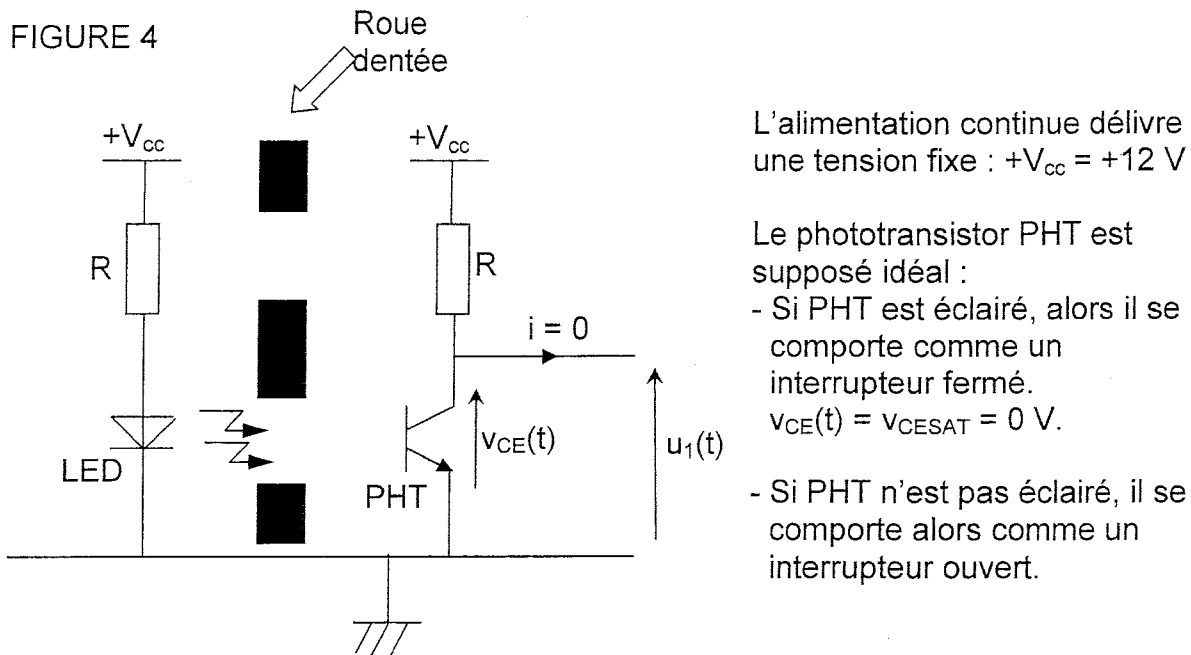 FIGURE 4
Roue
dentée
+Vcc
+Vcc
R
R
i = 0
LED
PHT
vCE(t)
u1(t)
L'alimentation continue délivre
une tension fixe : +Vcc = +12 V
Le phototransistor PHT est
supposé idéal :
- Si PHT est éclairé, alors il se
comporte comme un
interrupteur fermé.
vCE(t) = vCESAT = 0 V.
- Si PHT n'est pas éclairé, il se
comporte alors comme un
interrupteur ouvert.